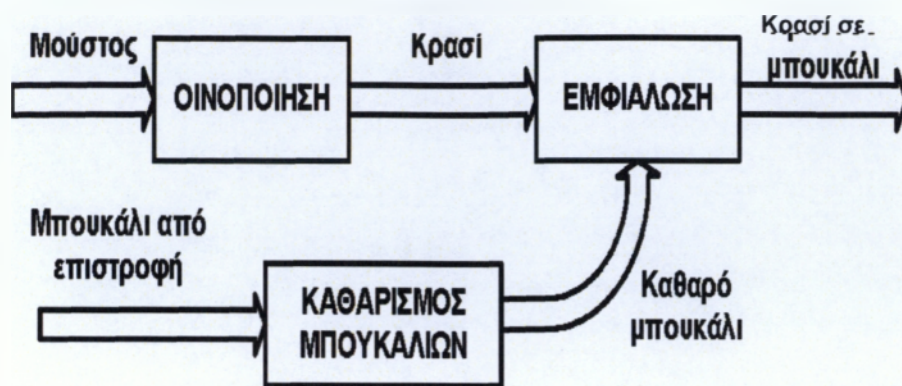 Μούστος
ΟΙΝΟΠΟΙΗΣΗ
Κρασί
ΕΜΦΙΑΛΩΣΗ
Κρασί σε
μπουκάλι
Μπουκάλι από
επιστροφή
ΚΑΘΑΡΙΣΜΟΣ
ΜΠΟΥΚΑΛΙΩΝ
Καθαρό
μπουκάλι